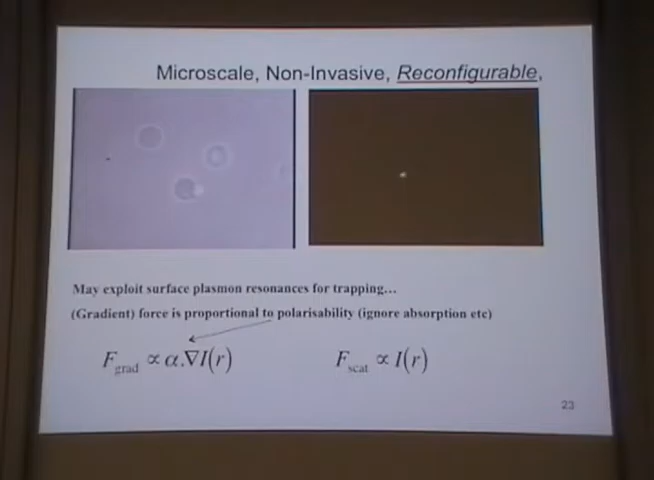 Microscale, Non-Invasive, Reconfigurable,
May exploit surface plasmon resonances for trapping...
(Gradient) force is proportional to polarisability (ignore absorption etc)
F_grad ∝ α.∇I(r)
F_scat ∝ I(r)
23